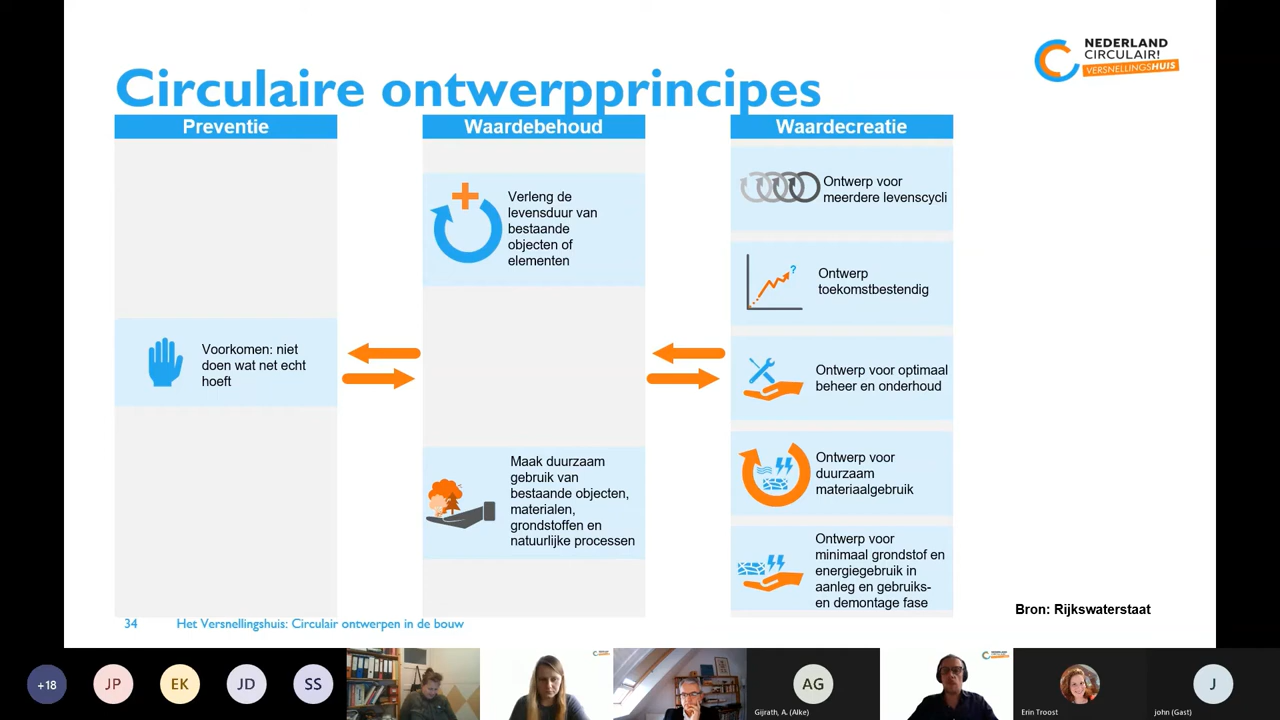 NEDERLAND
CIRCULAIR!
VERSNELLINGSHUIS
Circulaire ontwerpprincipes
Preventie
Waardebehoud
Waardecreatie
Voorkomen: niet
doen wat net echt
hoeft
Verleng de
levensduur van
bestaande
objecten of
elementen
Maak duurzaam
gebruik van
bestaande objecten,
materialen,
grondstoffen en
natuurlijke processen
Ontwerp voor
meerdere levenscycli
?
Ontwerp
toekomstbestendig
Ontwerp voor optimaal
beheer en onderhoud
Ontwerp voor
duurzaam
materiaalgebruik
Ontwerp voor
minimaal grondstof en
energiegebruik in
aanleg en gebruiks-
en demontage fase
Bron: Rijkswaterstaat
34
Het Versnellingshuis: Circulair ontwerpen in de bouw
+18
JP
EK
JD
SS
AG
Gijrath, A. (Alke)
Erin Troost
J
john (Gast)